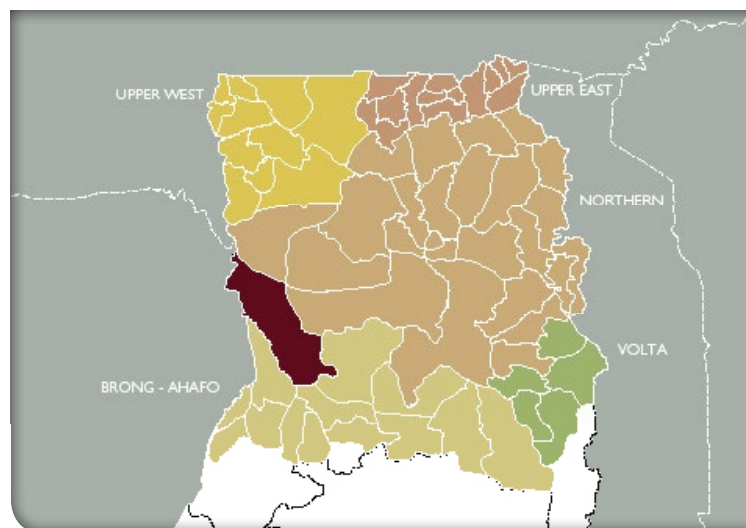 UPPER WEST
UPPER EAST
NORTHERN
VOLTA
BRONG - AHAFO